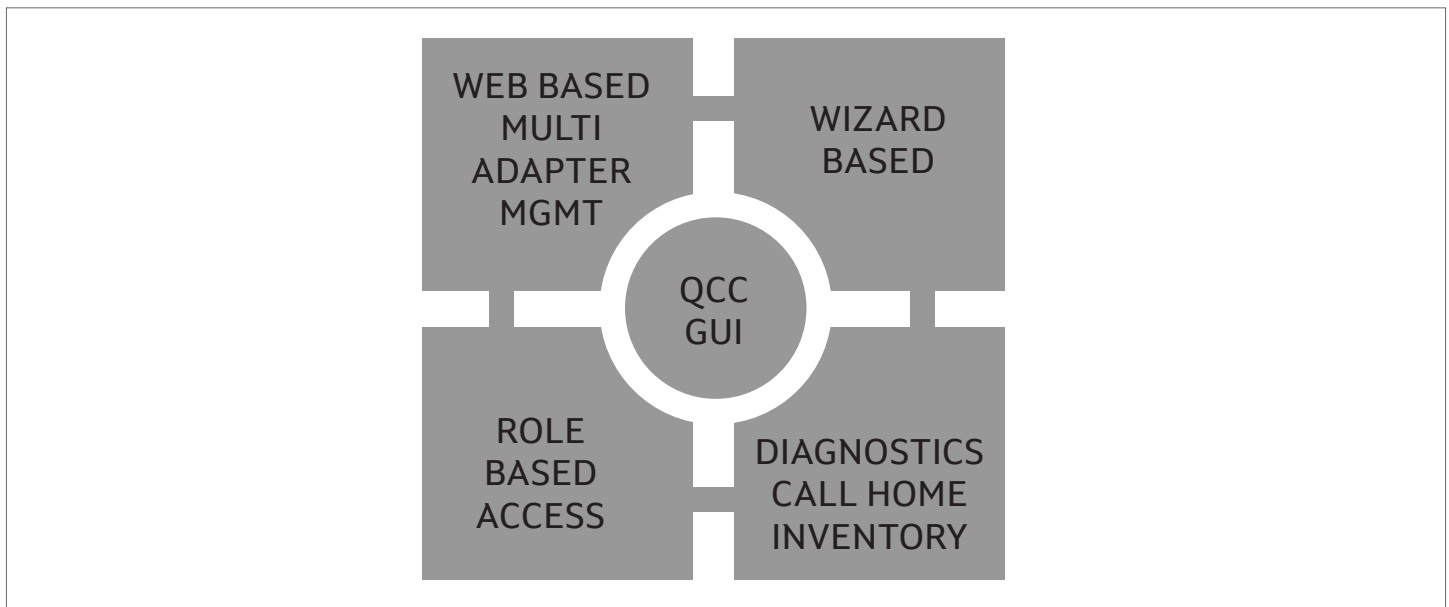 WEB BASED
MULTI
ADAPTER
MGMT
WIZARD
BASED
QCC
GUI
ROLE
BASED
ACCESS
DIAGNOSTICS
CALL HOME
INVENTORY